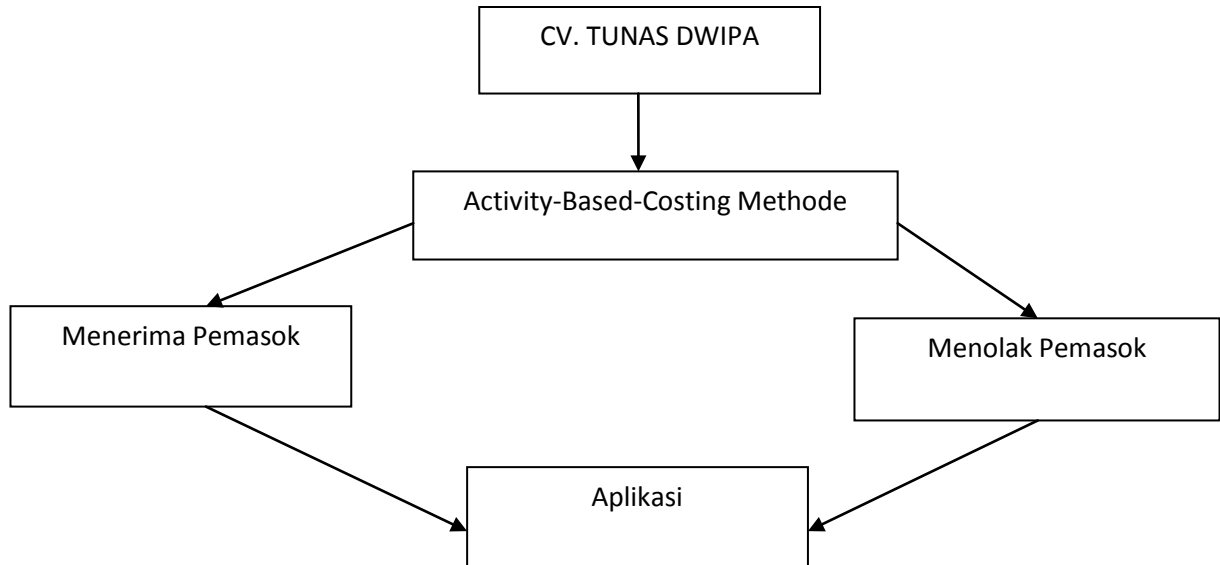 CV. TUNAS DWIPA
Activity-Based-Costing Methode
Menerima Pemasok
Menolak Pemasok
Aplikasi